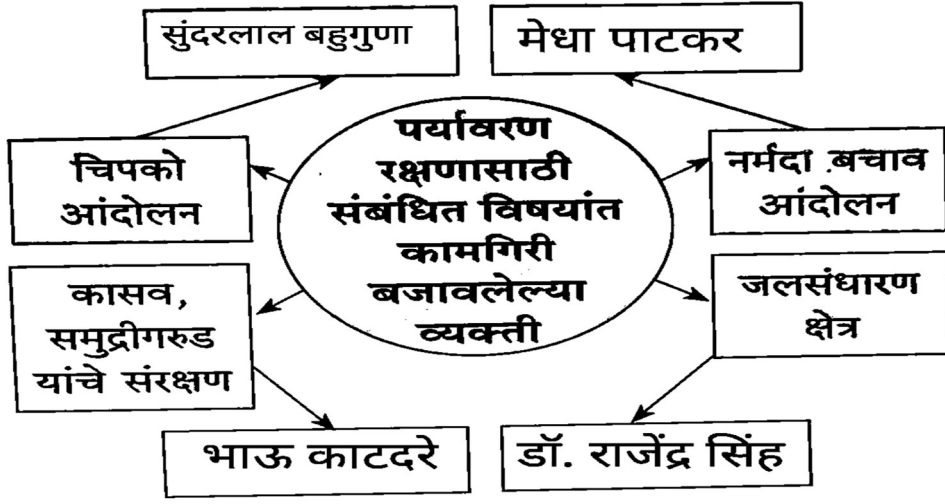 सुंदरलाल बहुगुणा
मेधा पाटकर
पर्यावरण
रक्षणासाठी
संबंधित विषयांत
कामगिरी
बजावलेल्या
व्यक्ती
चिपको
आंदोलन
नर्मदा बचाव
आंदोलन
कासव,
समुद्रीगरुड
यांचे संरक्षण
जलसंधारण
क्षेत्र
भाऊ काटदरे
डॉ. राजेंद्र सिंह